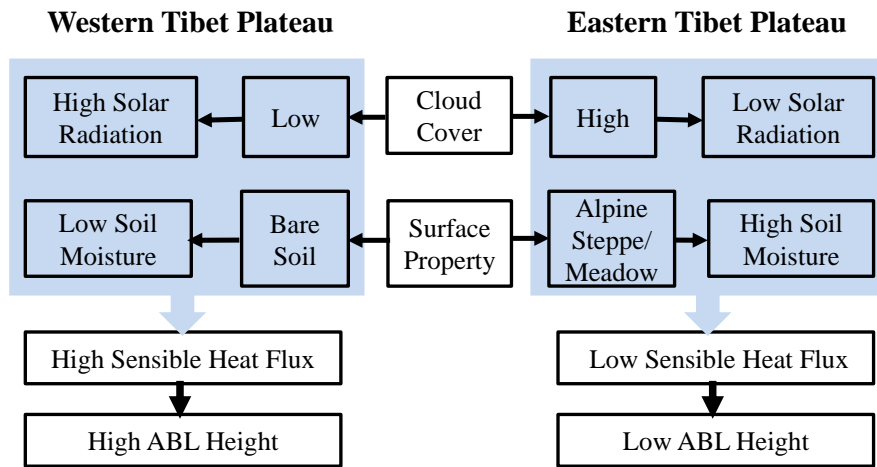 Western Tibet Plateau
Eastern Tibet Plateau
High Solar
Radiation
Low
Cloud
Cover
High
Low Solar
Radiation
Low Soil
Moisture
Bare
Soil
Surface
Property
Alpine
Steppe/
Meadow
High Soil
Moisture
High Sensible Heat Flux
Low Sensible Heat Flux
High ABL Height
Low ABL Height